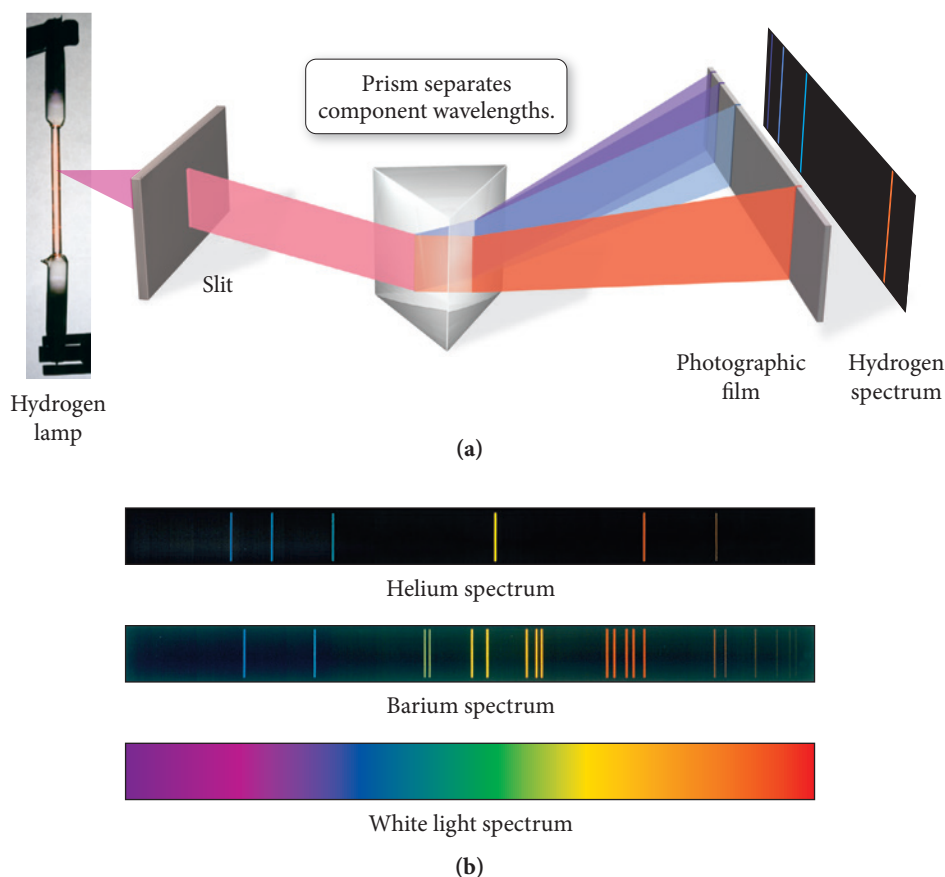 Prism separates
component wavelengths.
Slit
Photographic
film
Hydrogen
spectrum
Hydrogen
lamp
(a)
Helium spectrum
Barium spectrum
White light spectrum
(b)